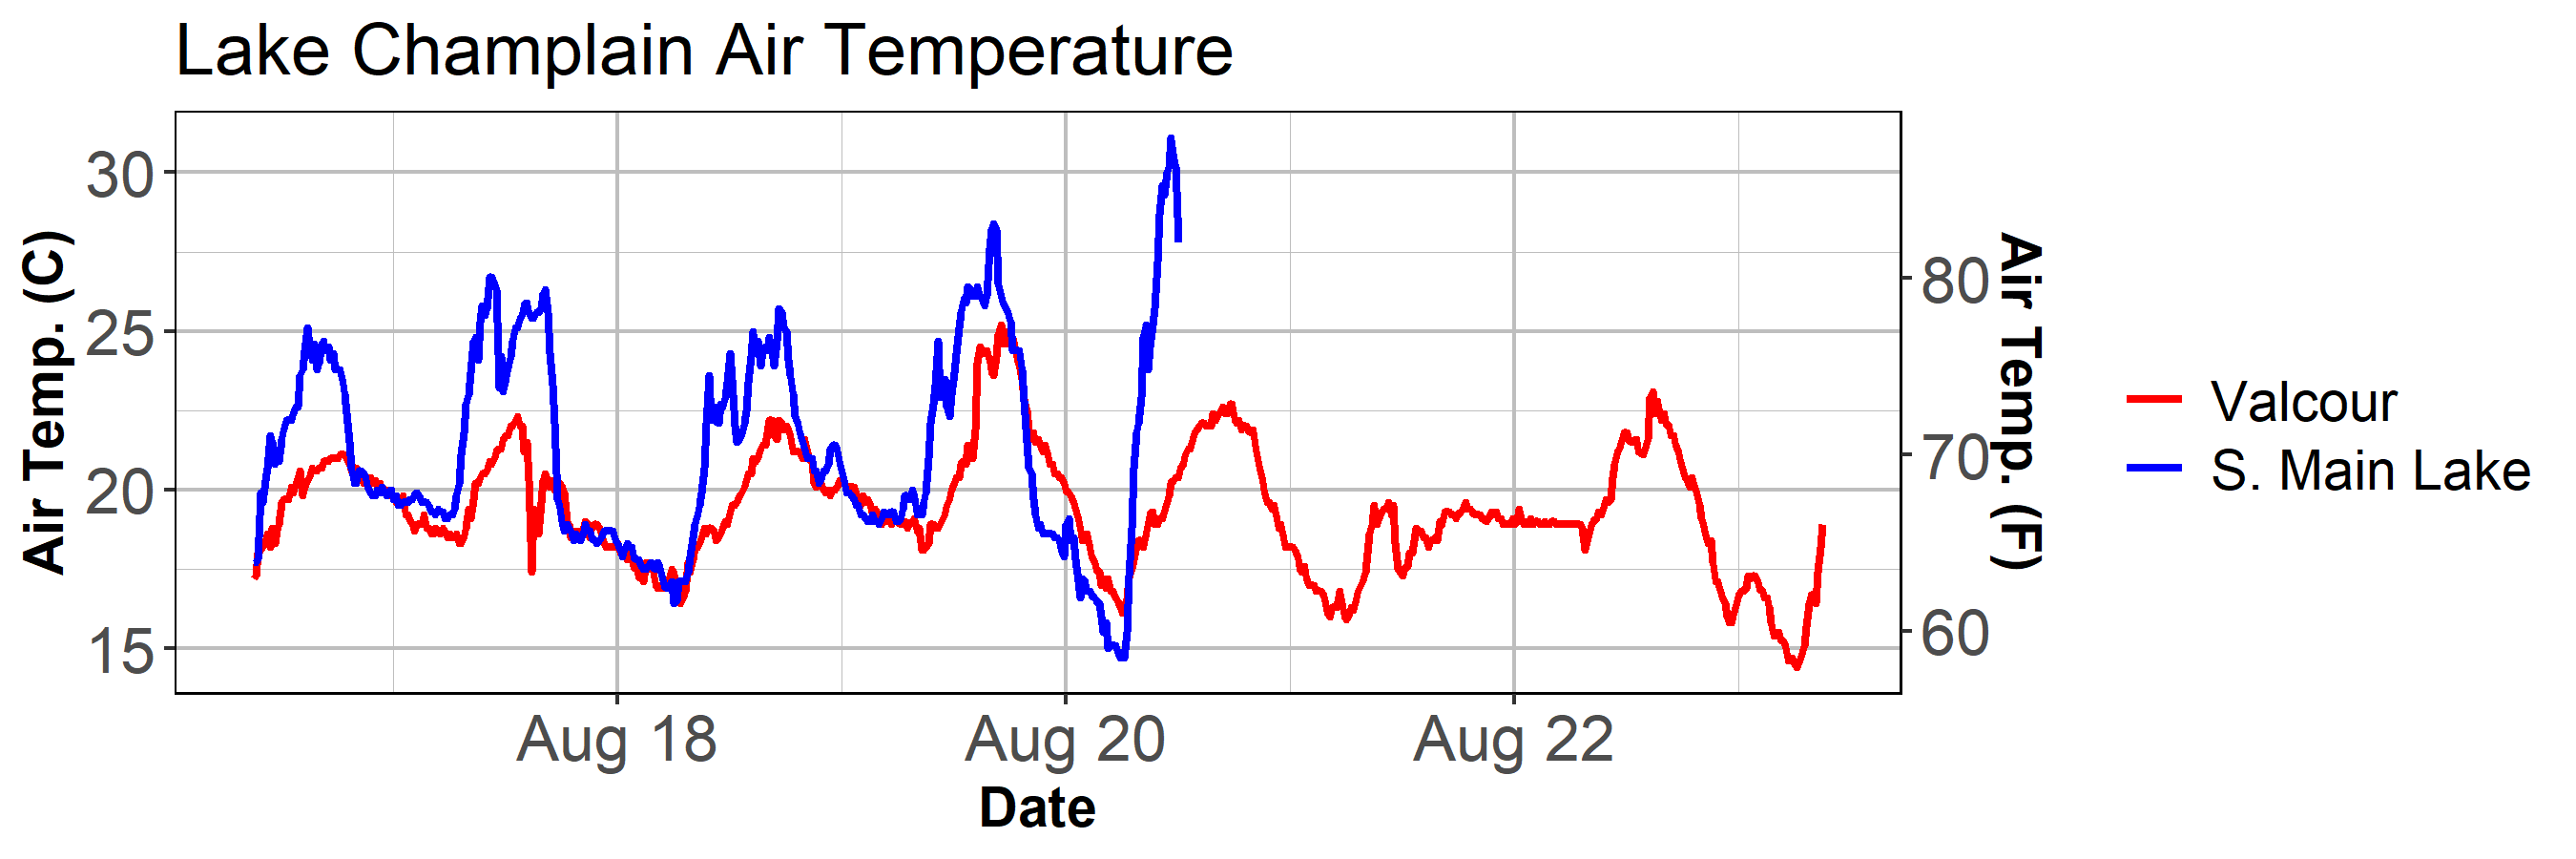 Lake Champlain Air Temperature
30
25
20
15
Air Temp. (C)
80
70
60
Air Temp. (F)
Aug 18
Aug 20
Aug 22
Date
Valcour
S. Main Lake